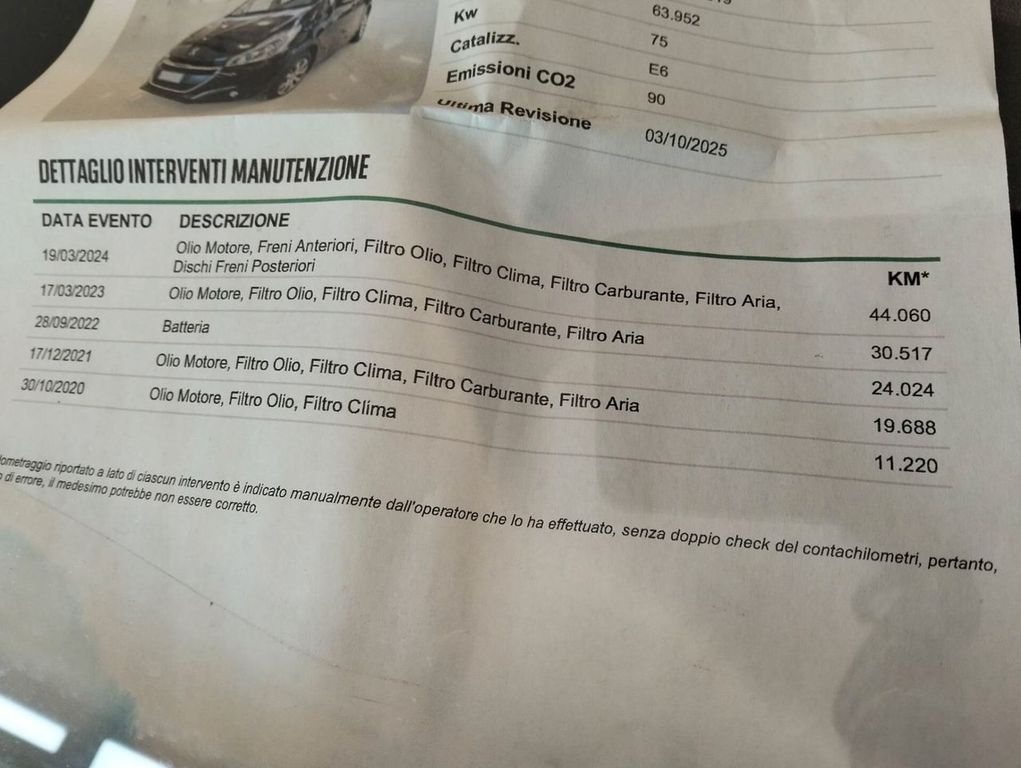 63.952
Kw 75
Catalizz. E6
Emissioni CO2 90
Ultima Revisione 03/10/2025
DETTAGLIO INTERVENTI MANUTENZIONE
DATA EVENTO DESCRIZIONE KM*
19/03/2024 Olio Motore, Freni Anteriori, Filtro Olio, Filtro Clima, Filtro Carburante, Filtro Aria,
Dischi Freni Posteriori 44.060
17/03/2023 Olio Motore, Filtro Olio, Filtro Clima, Filtro Carburante, Filtro Aria 30.517
28/09/2022 Batteria 24.024
17/12/2021 Olio Motore, Filtro Olio, Filtro Clima, Filtro Carburante, Filtro Aria 19.688
30/10/2020 Olio Motore, Filtro Olio, Filtro Clima 11.220
riportato a lato di ciascun intervento è indicato manualmente dall'operatore che lo ha effettuato, senza doppio check del contachilometri, pertanto,
di errore, il medesimo potrebbe non essere corretto.